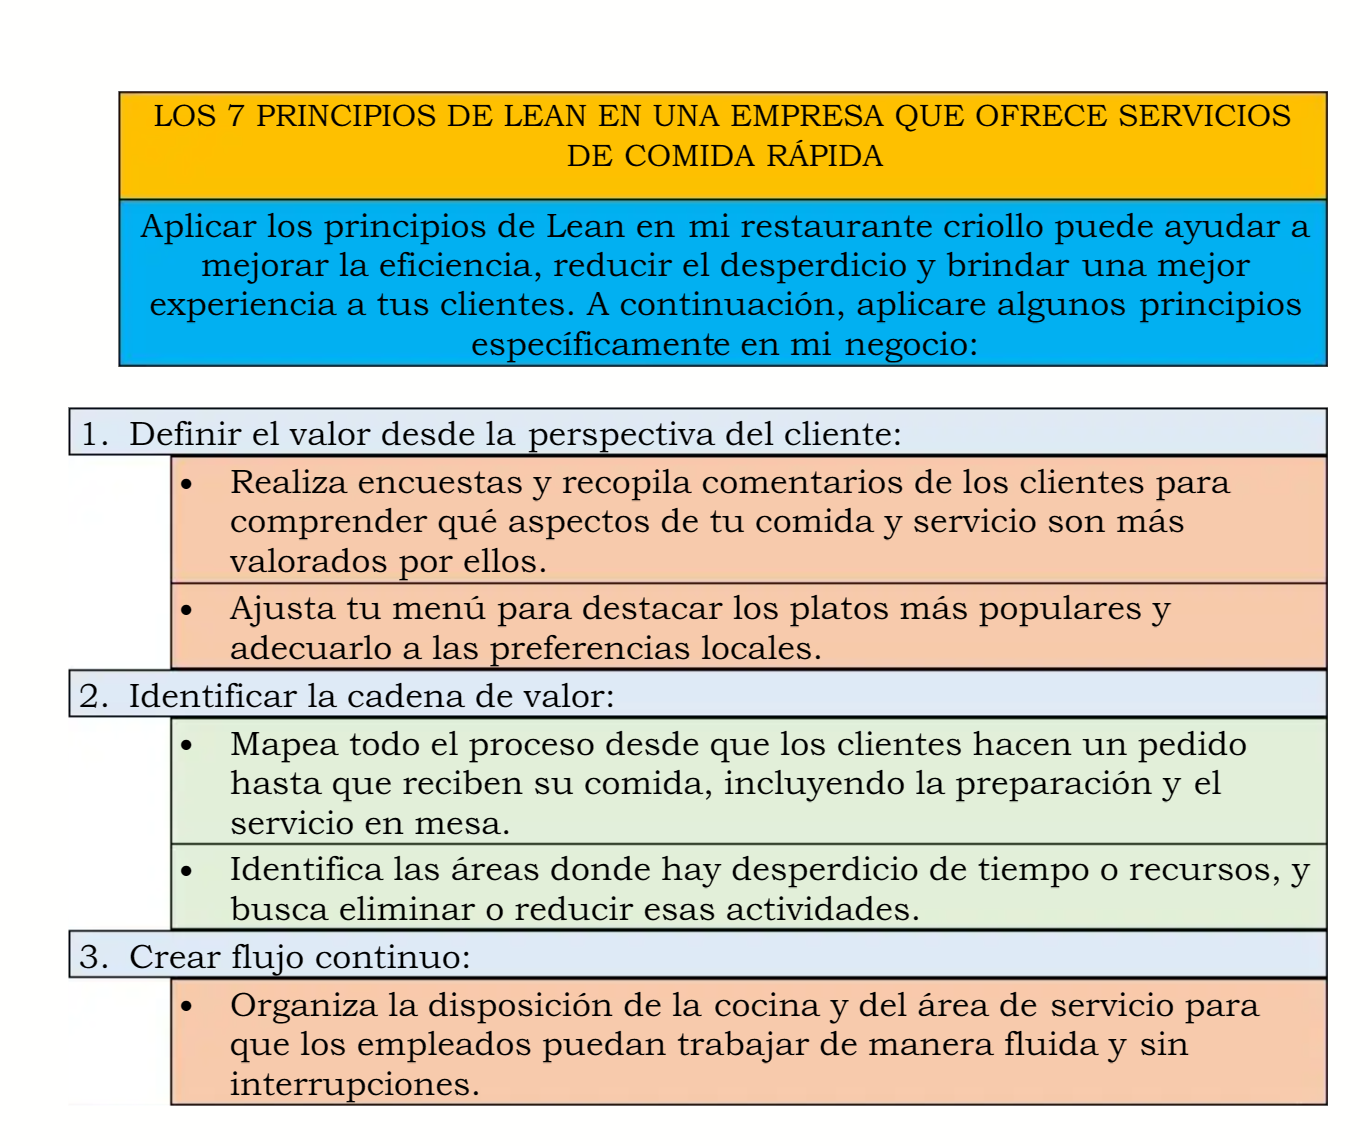 LOS 7 PRINCIPIOS DE LEAN EN UNA EMPRESA QUE OFRECE SERVICIOS
DE COMIDA RÁPIDA
Aplicar los principios de Lean en mi restaurante criollo puede ayudar a
mejorar la eficiencia, reducir el desperdicio y brindar una mejor
experiencia a tus clientes. A continuación, aplicare algunos principios
específicamente en mi negocio:
1. Definir el valor desde la perspectiva del cliente:
• Realiza encuestas y recopila comentarios de los clientes para
comprender qué aspectos de tu comida y servicio son más
valorados por ellos.
• Ajusta tu menú para destacar los platos más populares y
adecuarlo a las preferencias locales.
2. Identificar la cadena de valor:
• Mapea todo el proceso desde que los clientes hacen un pedido
hasta que reciben su comida, incluyendo la preparación y el
servicio en mesa.
• Identifica las áreas donde hay desperdicio de tiempo o recursos, y
busca eliminar o reducir esas actividades.
3. Crear flujo continuo:
• Organiza la disposición de la cocina y del área de servicio para
que los empleados puedan trabajar de manera fluida y sin
interrupciones.